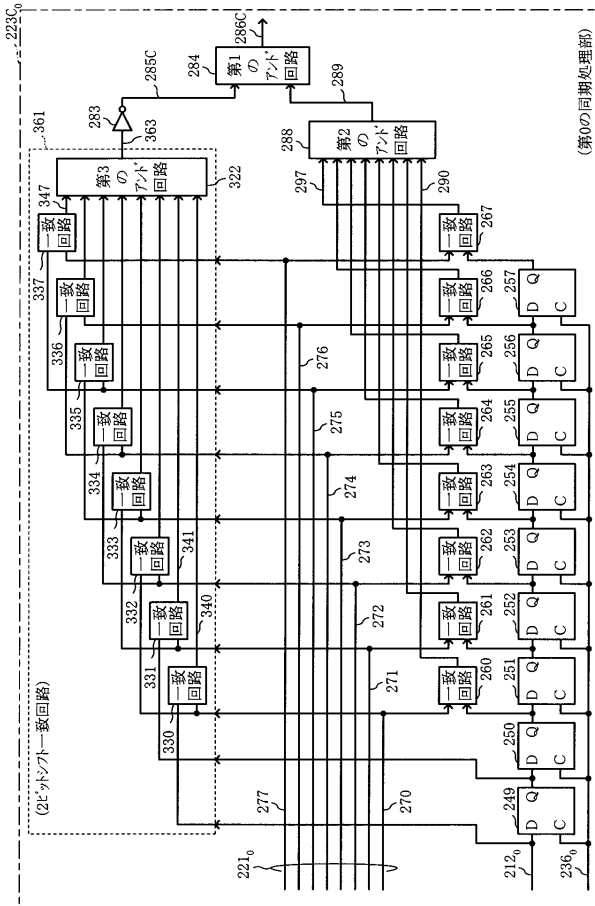 223C₀
(第0の同期処理部)
286C
284
第1のアンド回路
285C
289
283
363
361
288
第2のアンド回路
297
290
347
第3のアンド回路
322
(2ビットシフト一致回路)
337
一致回路
336
一致回路
335
一致回路
334
一致回路
333
一致回路
332
一致回路
331
一致回路
330
一致回路
341
340
277
276
275
274
273
272
271
270
221₀
一致回路
267
一致回路
266
一致回路
265
一致回路
264
一致回路
263
一致回路
262
一致回路
261
一致回路
260
D Q
C
257
D Q
C
256
D Q
C
255
D Q
C
254
D Q
C
253
D Q
C
252
D Q
C
251
D Q
C
250
D Q
C
249
212₀
236₀